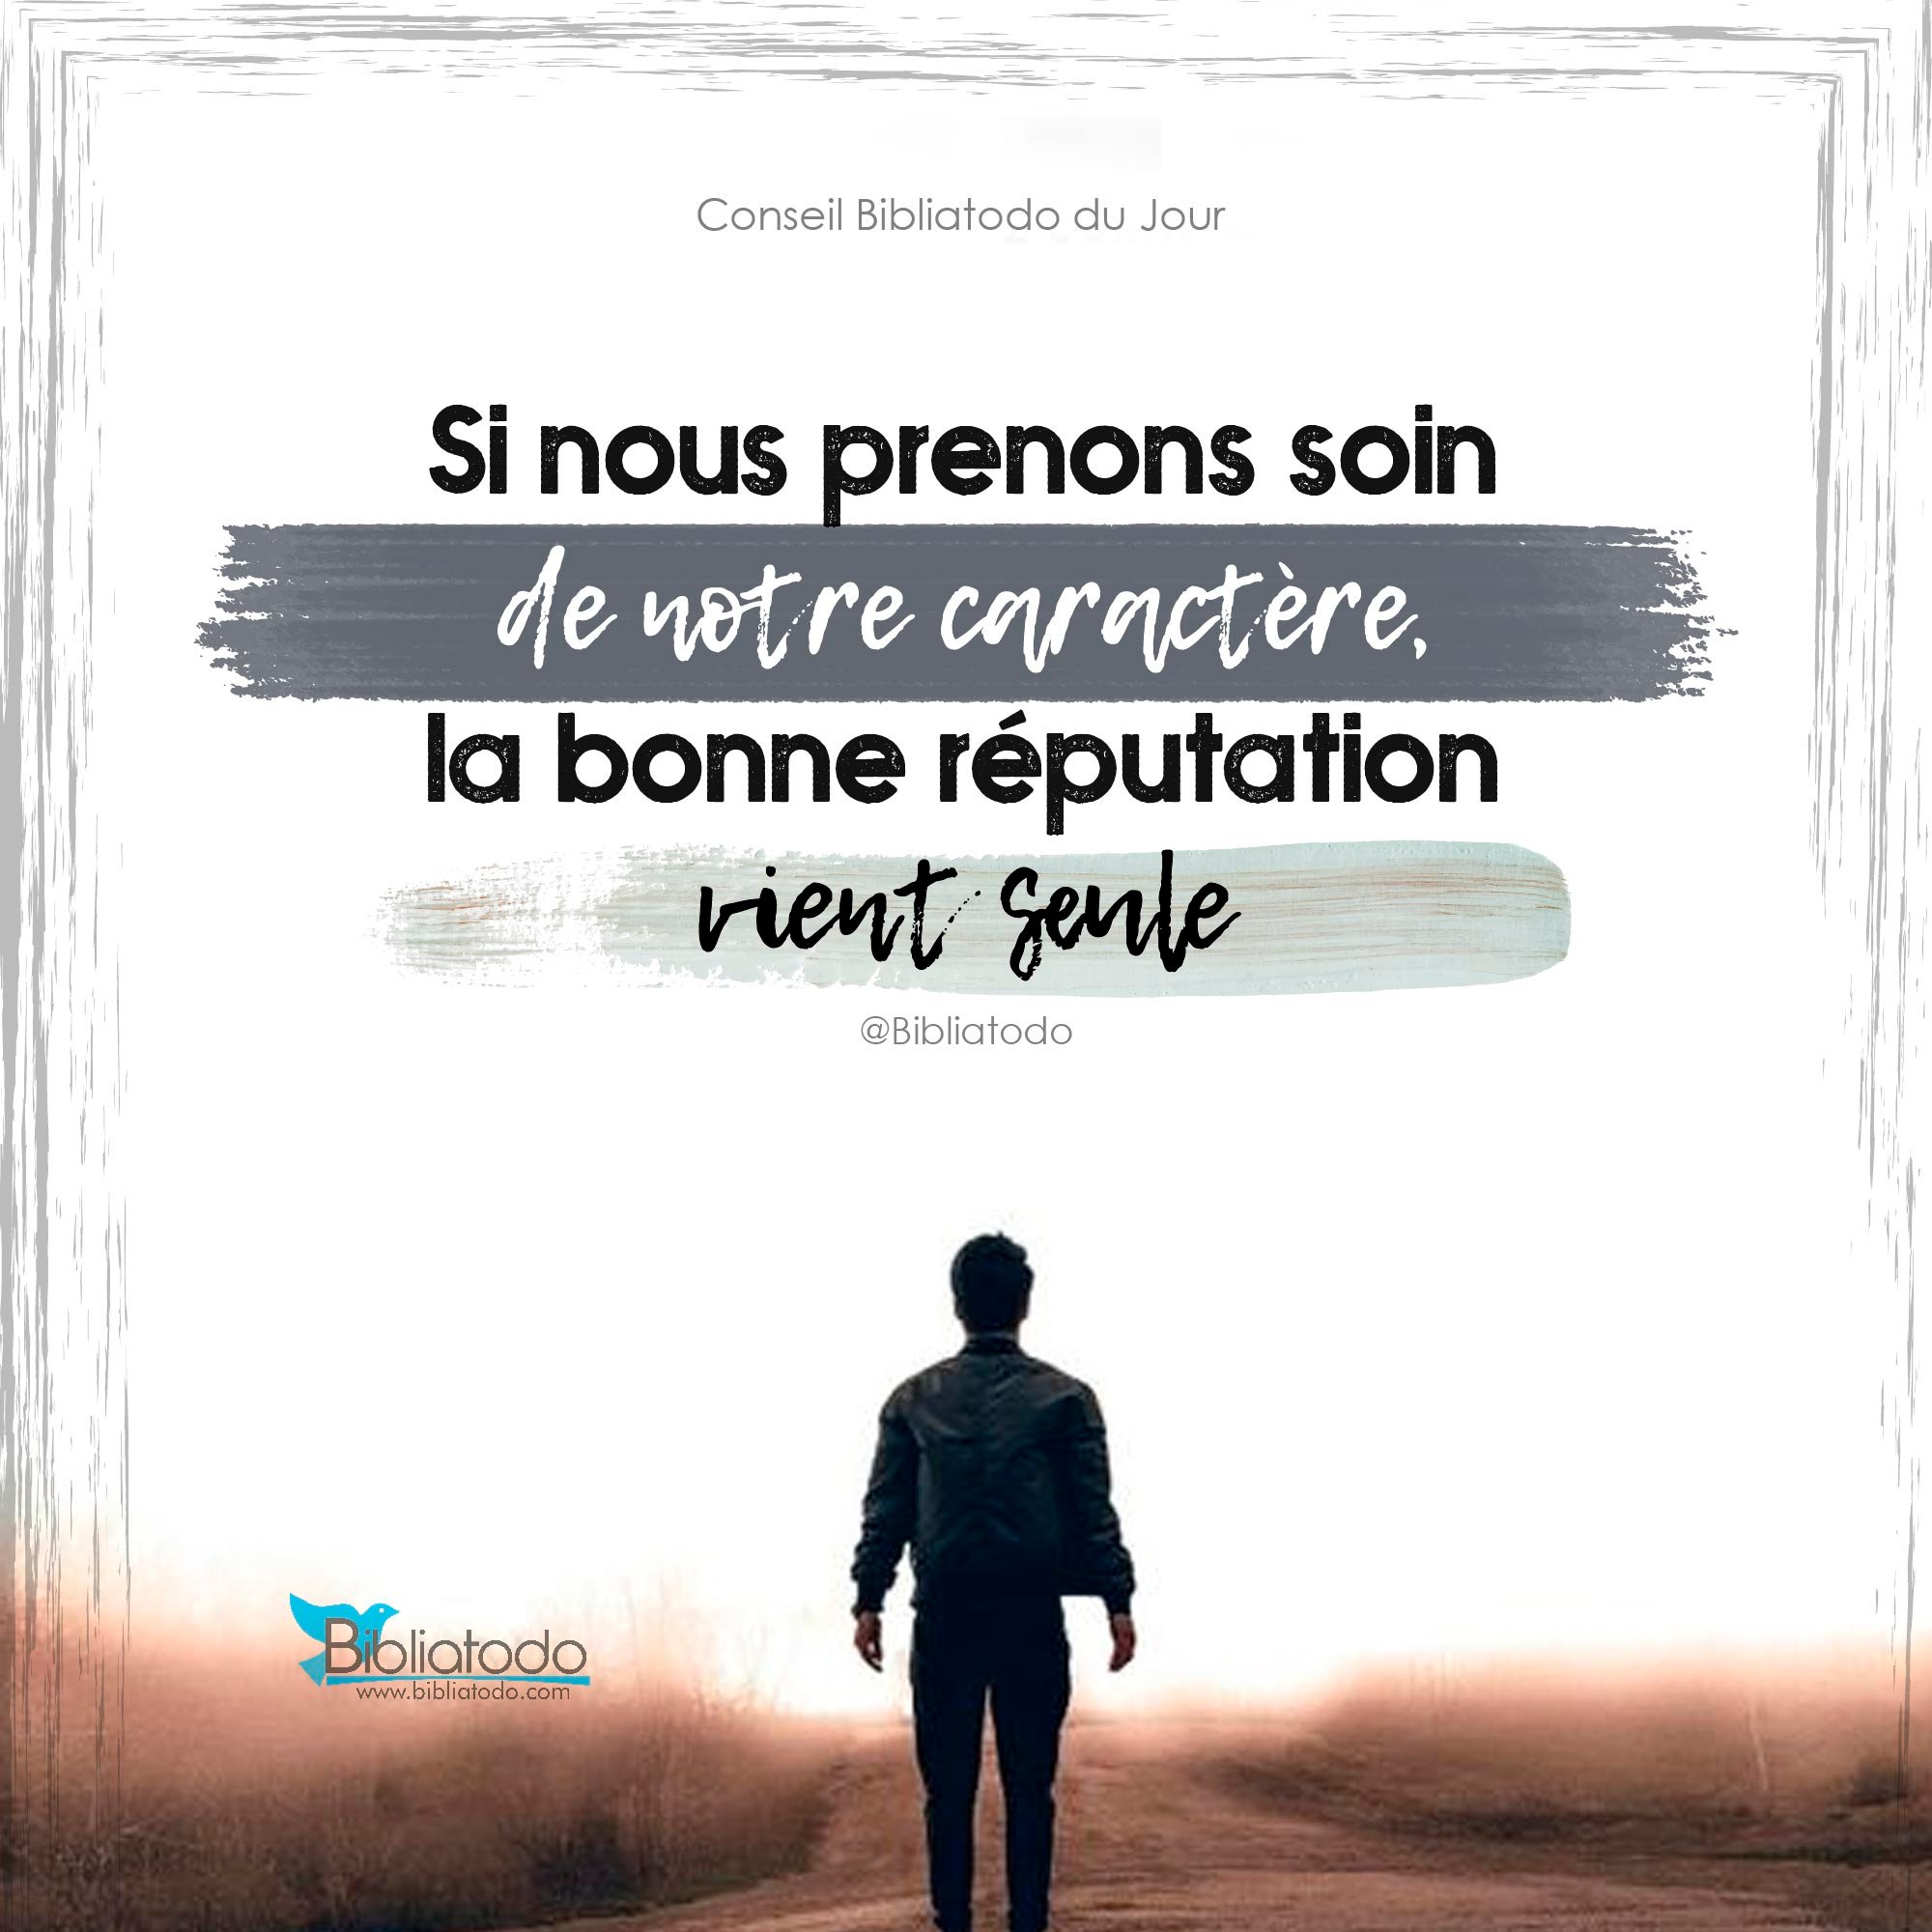 Conseil Bibliatodo du Jour
Si nous prenons soin
de notre caractère,
la bonne réputation
vient seule
@Bibliatodo
Bibliatodo
www.bibliatodo.com